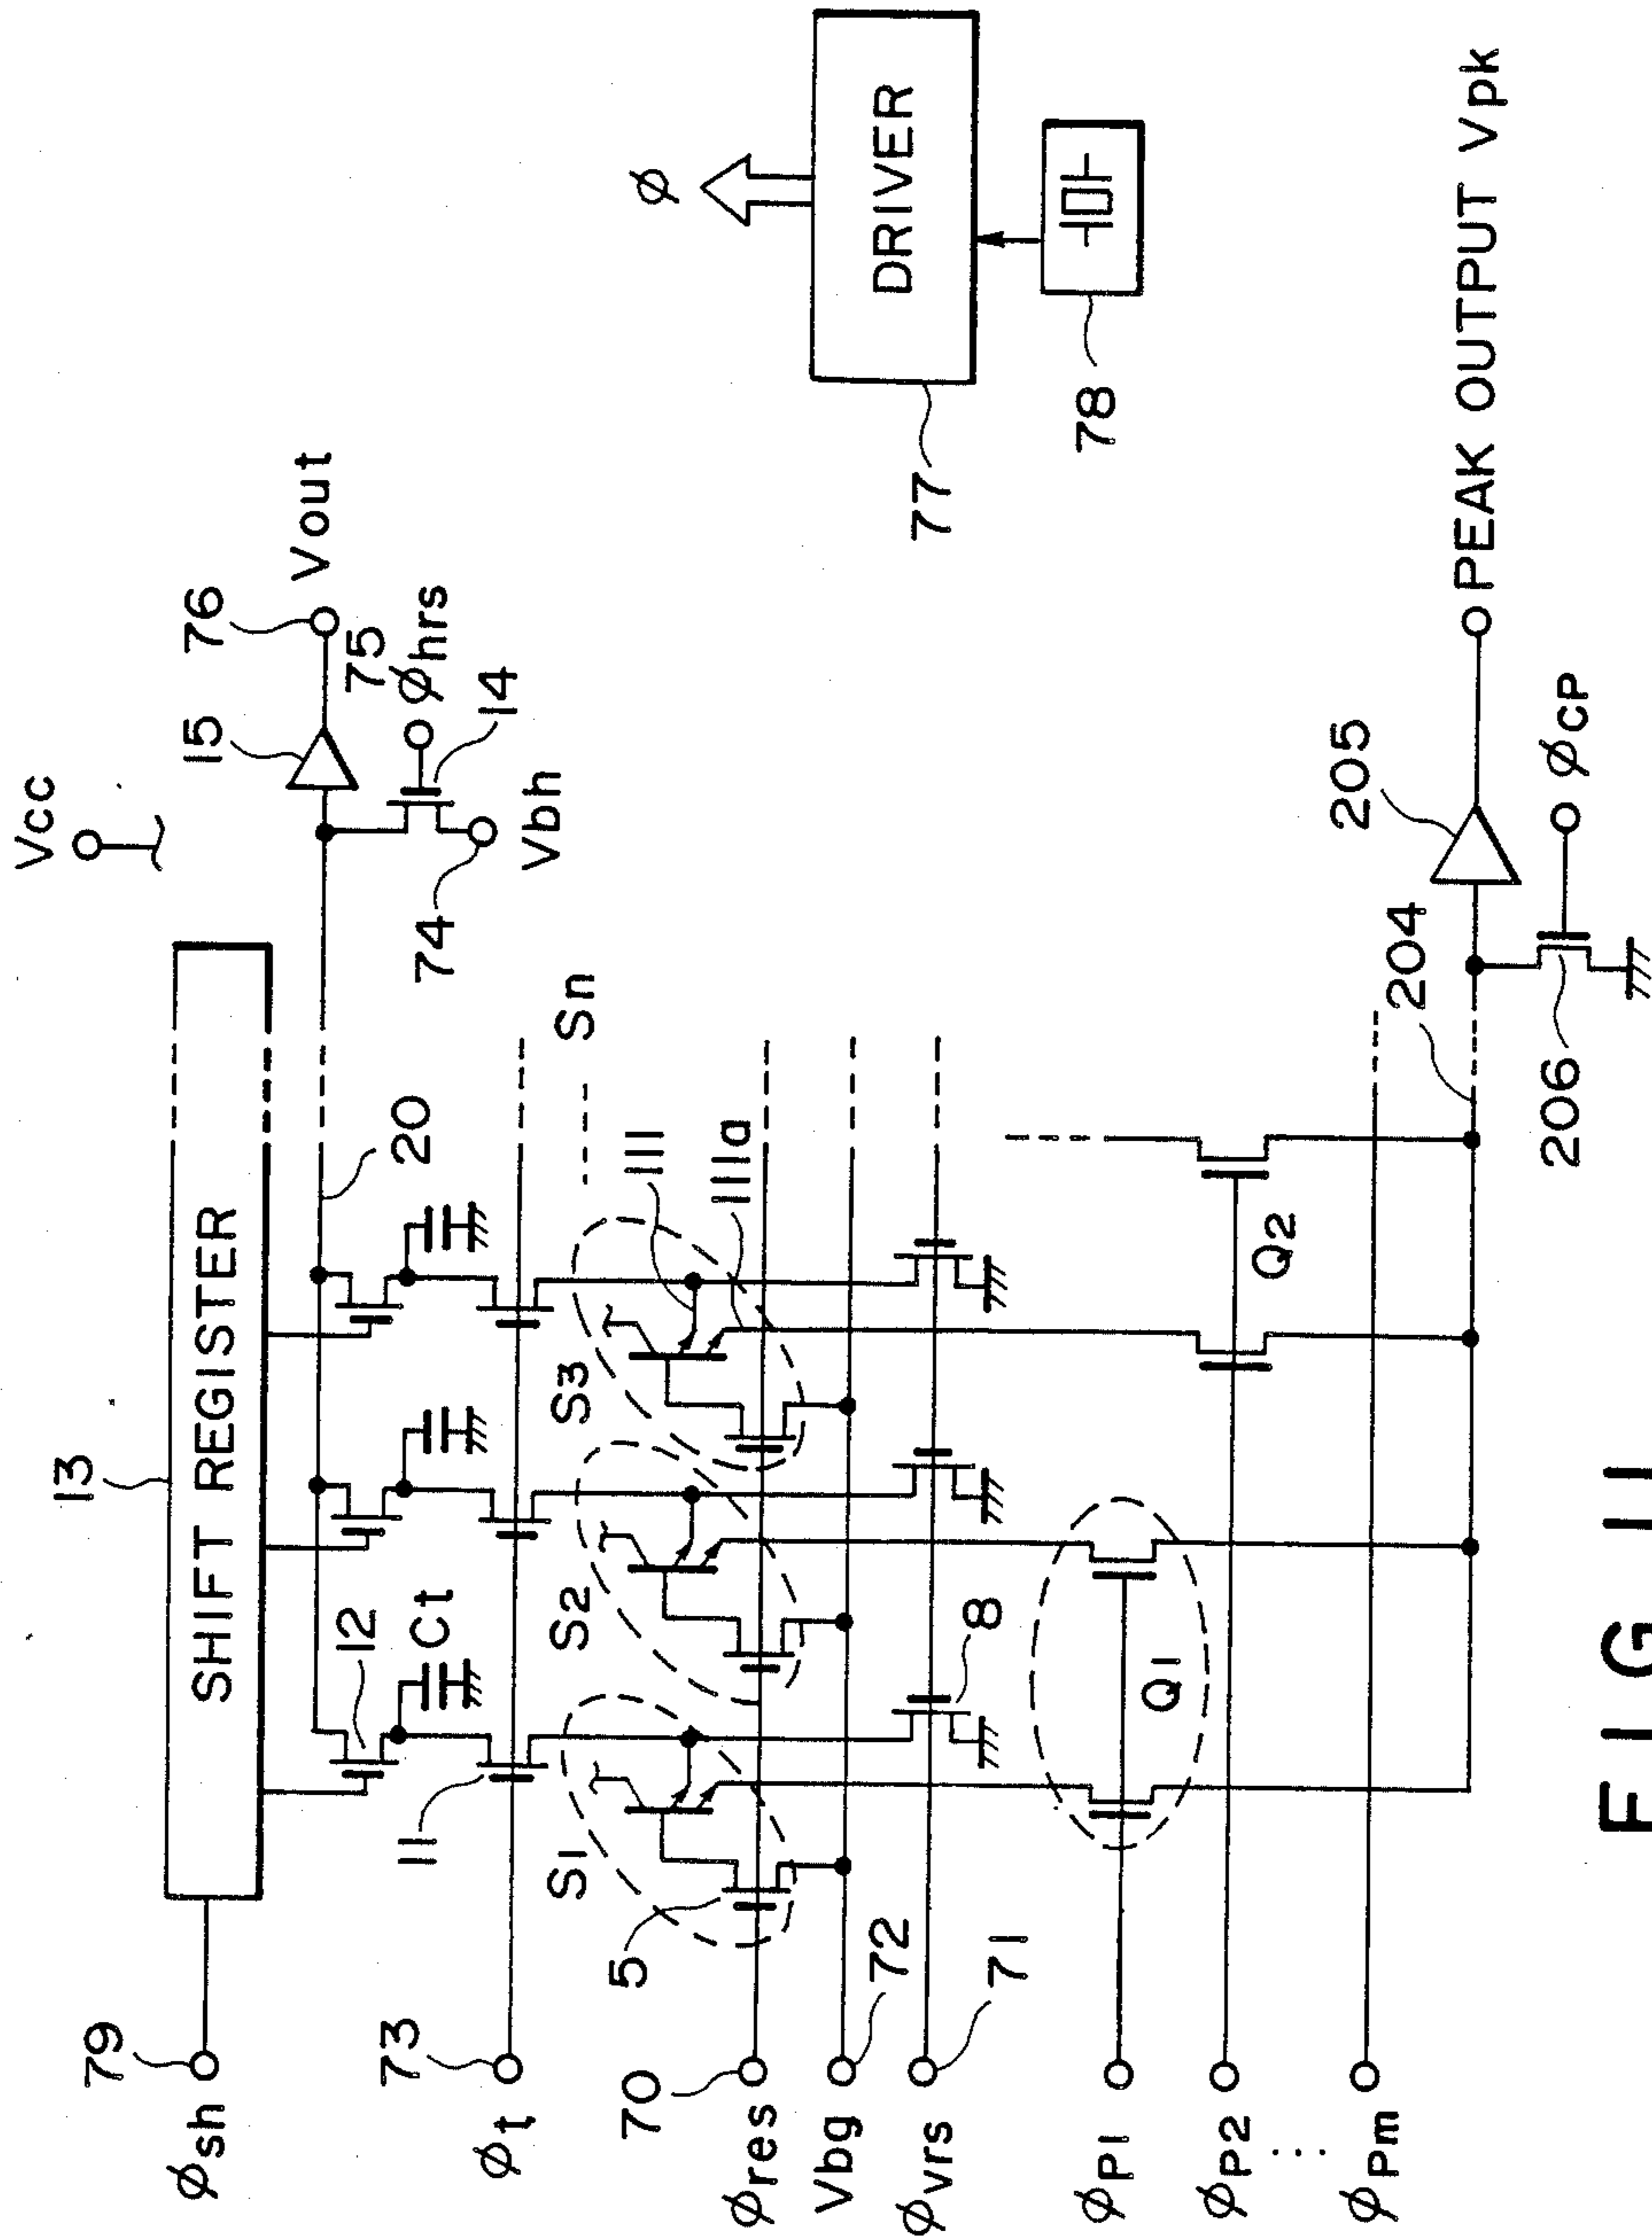 Vcc
13
SHIFT REGISTER
79
φsh
15
76
Vout
75
φhrs
14
74
Vbh
20
12
Ct
11
73
φt
S1
S2
S3
Sn
111
111a
5
70
φres
72
Vbg
8
71
φvrs
φ
DRIVER
77
78
Q1
φP1
Q2
φP2
⋮
φPm
204
205
206
φCP
PEAK OUTPUT Vpk
FIG 11